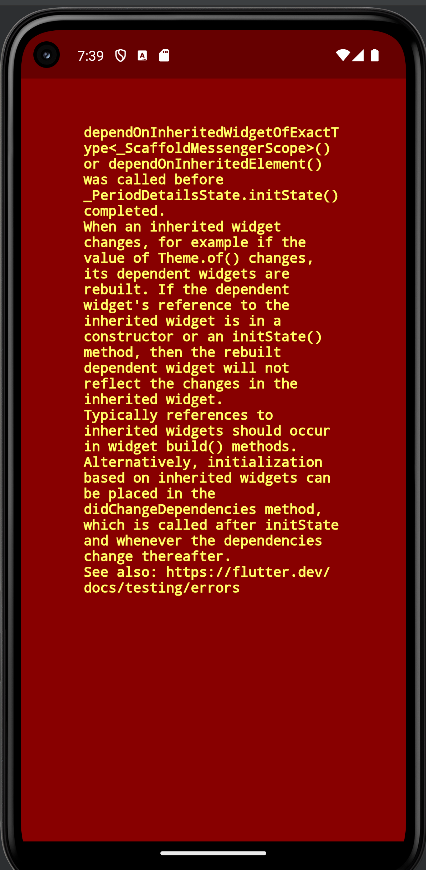 7:39
A
dependOnInheritedWidgetOfExactT
ype<_ScaffoldMessengerScope>()
or dependOnInheritedElement()
was called before
_PeriodDetailsState.initState()
completed.
When an inherited widget
changes, for example if the
value of Theme.of() changes,
its dependent widgets are
rebuilt. If the dependent
widget's reference to the
inherited widget is in a
constructor or an initState()
method, then the rebuilt
dependent widget will not
reflect the changes in the
inherited widget.
Typically references to
inherited widgets should occur
in widget build() methods.
Alternatively, initialization
based on inherited widgets can
be placed in the
didChangeDependencies method,
which is called after initState
and whenever the dependencies
change thereafter.
See also: https://flutter.dev/
docs/testing/errors